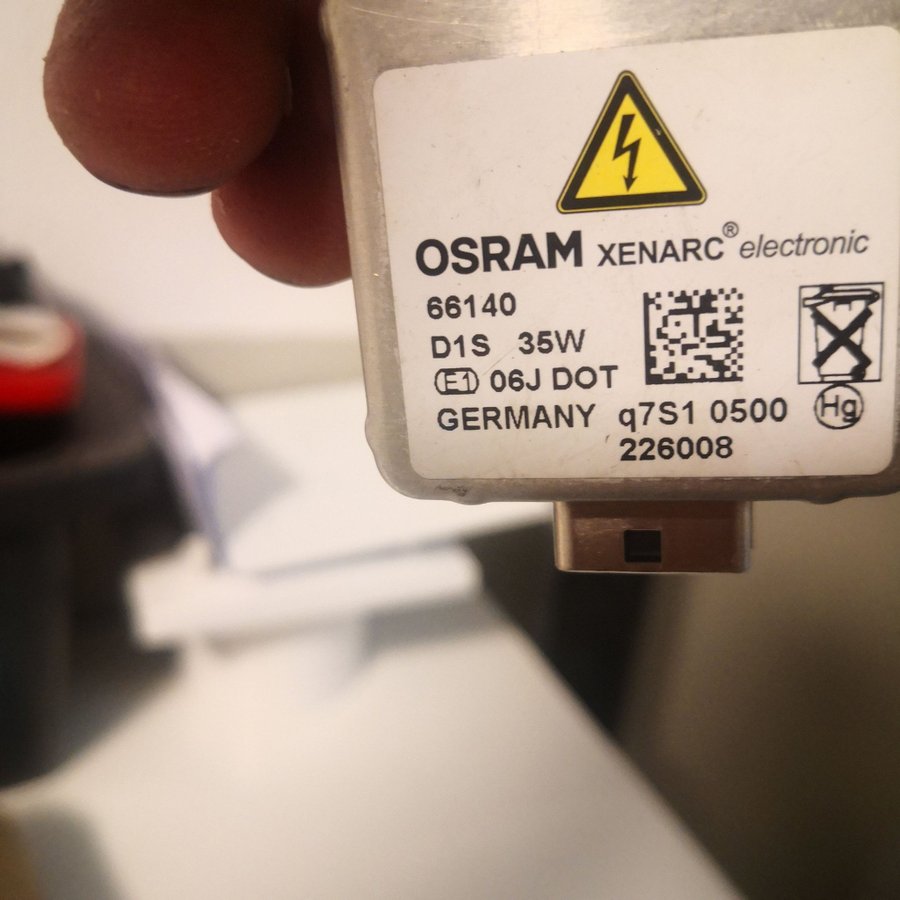 OSRAM XENARC® electronic
66140
D1S 35W
E1 06J DOT
GERMANY q7S1 0500
226008
Hg